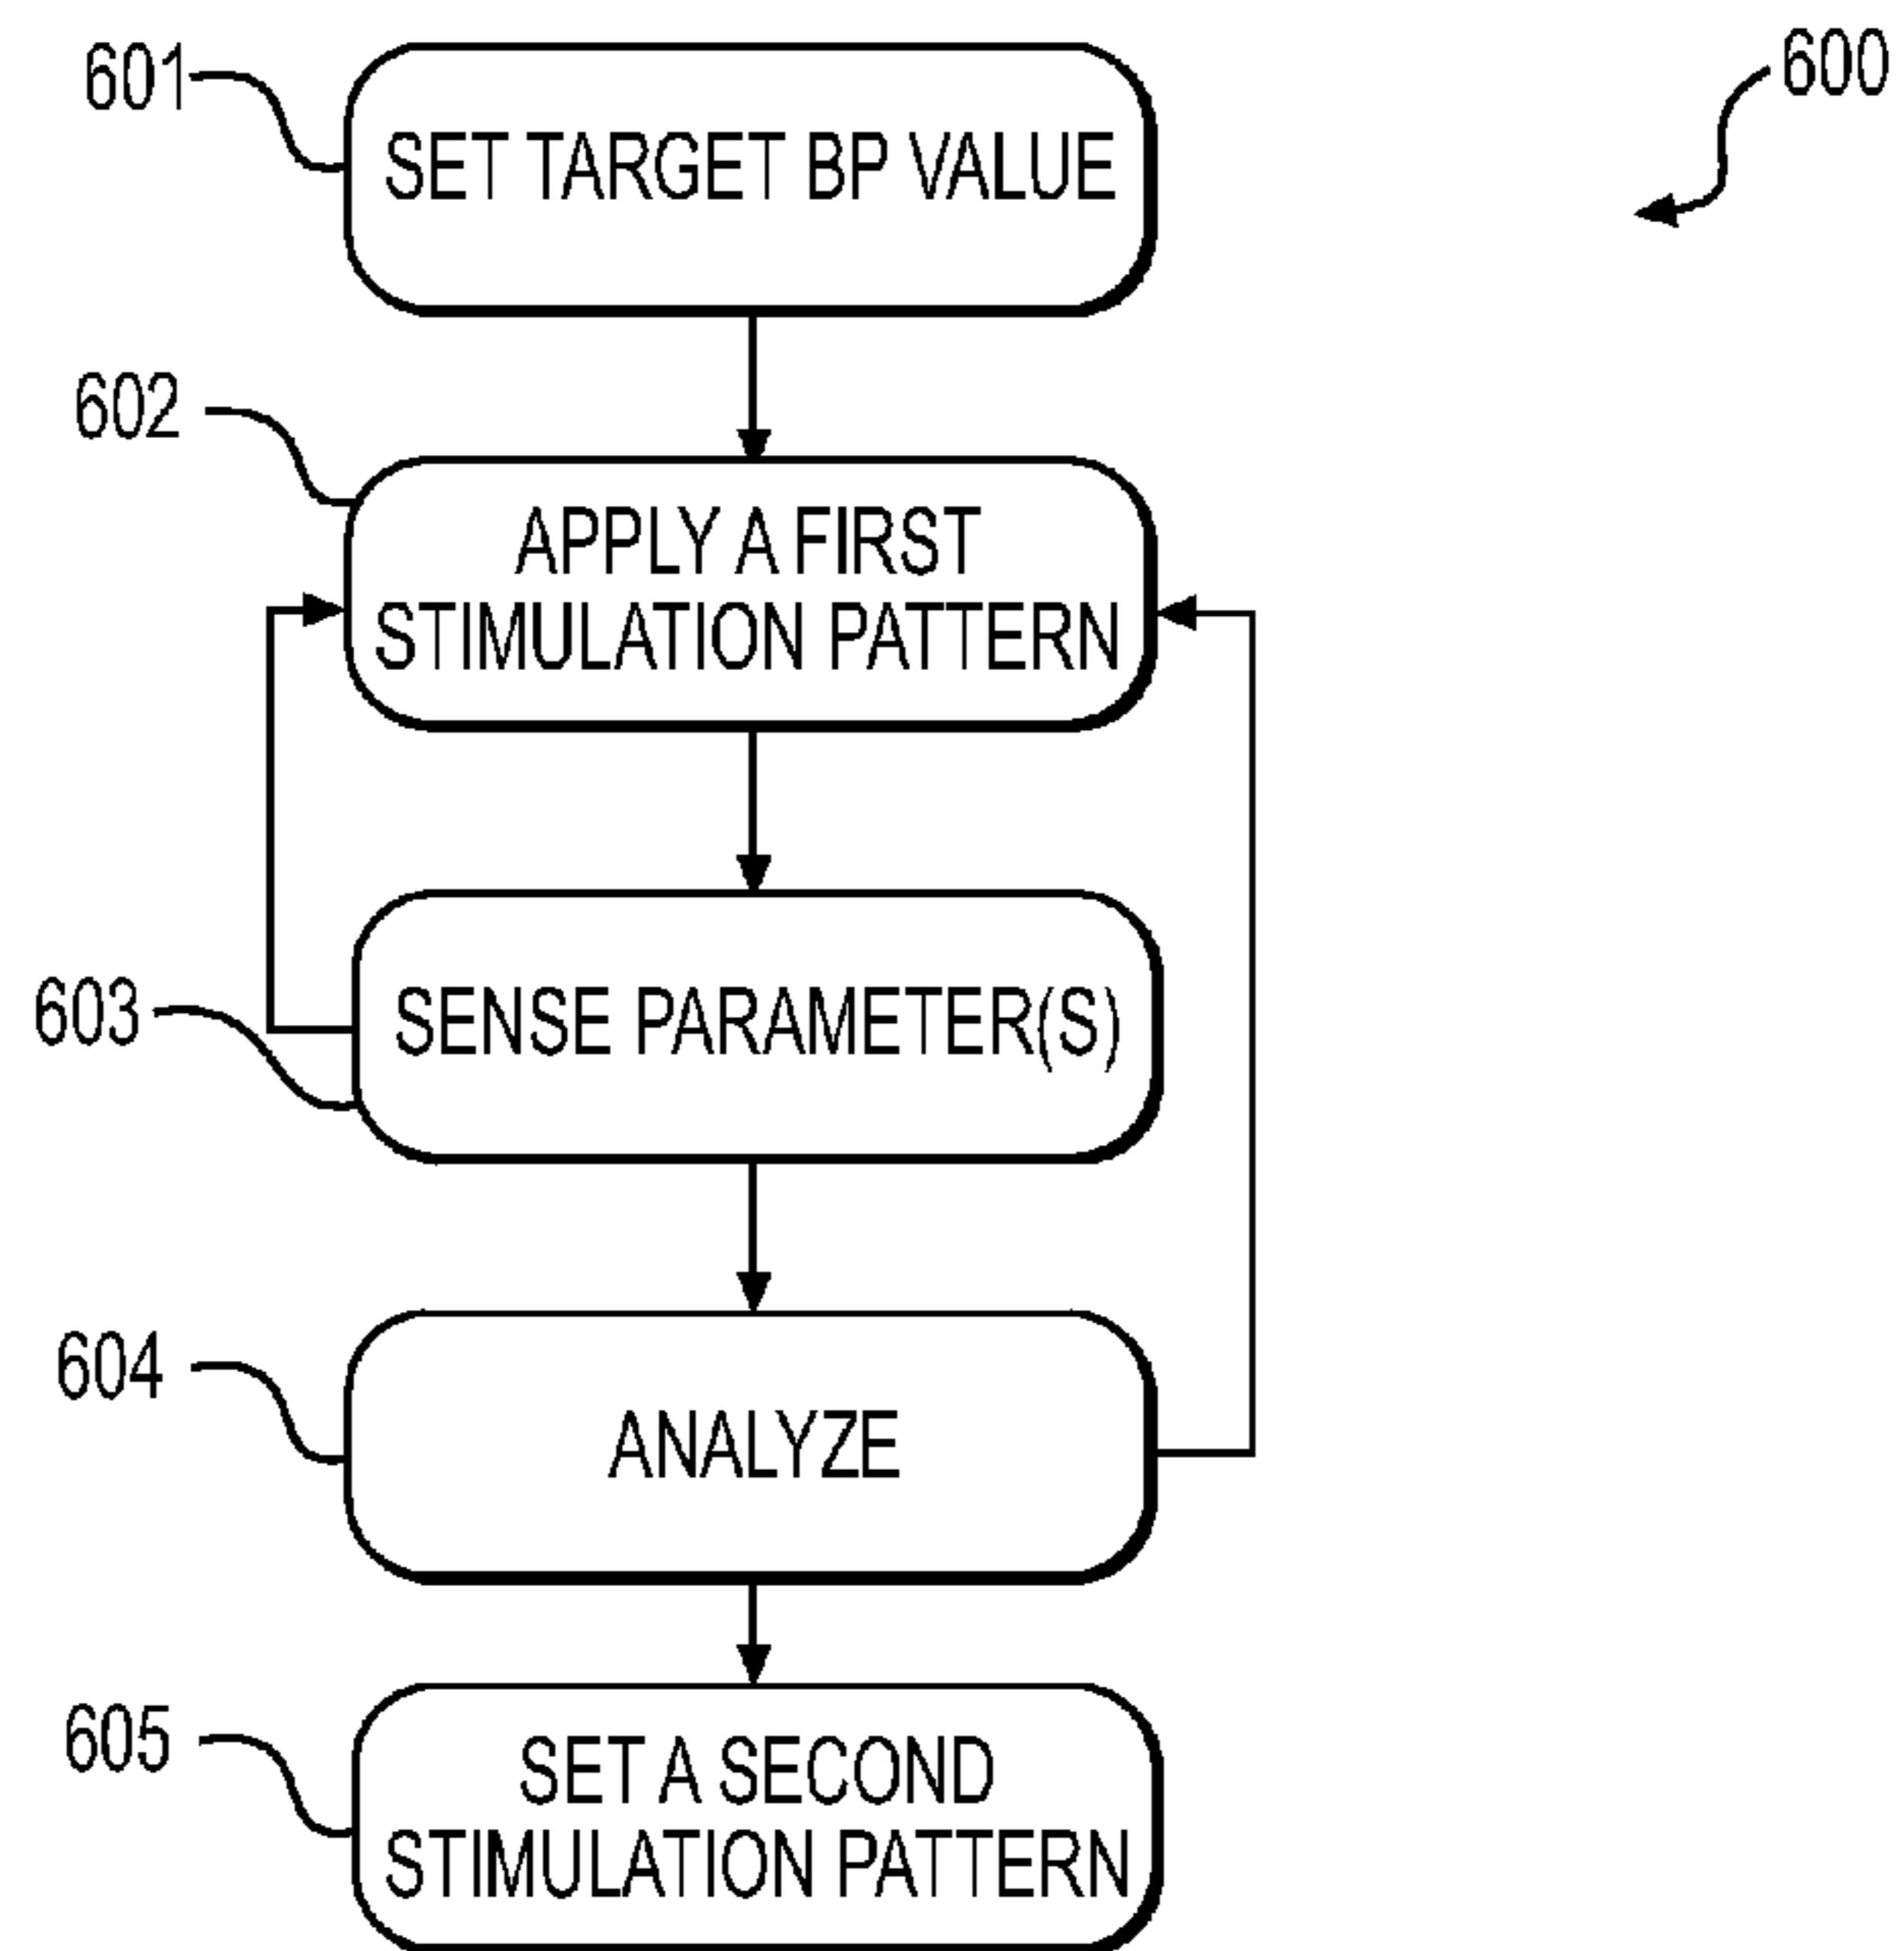 601
SET TARGET BP VALUE
600
602
APPLY A FIRST
STIMULATION PATTERN
603
SENSE PARAMETER(S)
604
ANALYZE
605
SET A SECOND
STIMULATION PATTERN